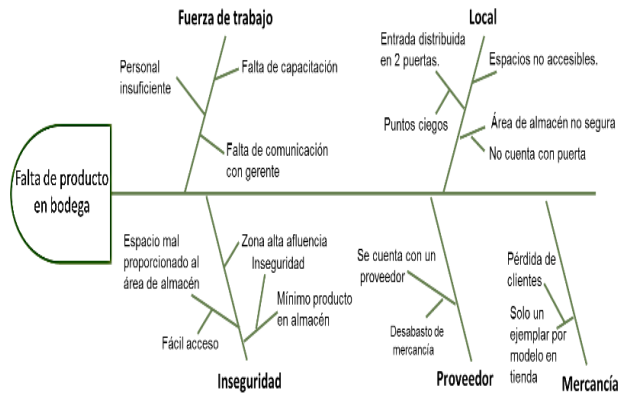 Fuerza de trabajo
Local
Personal
insuficiente
Falta de capacitación
Falta de comunicación
con gerente
Entrada distribuida
en 2 puertas.
Espacios no accesibles.
Puntos ciegos
Área de almacén no segura
No cuenta con puerta
Falta de producto
en bodega
Espacio mal
proporcionado al
área de almacén
Fácil acceso
Zona alta afluencia
Inseguridad
Mínimo producto
en almacén
Inseguridad
Se cuenta con un
proveedor
Desabasto de
mercancía
Proveedor
Pérdida de
clientes
Solo un
ejemplar por
modelo en
tienda
Mercancía